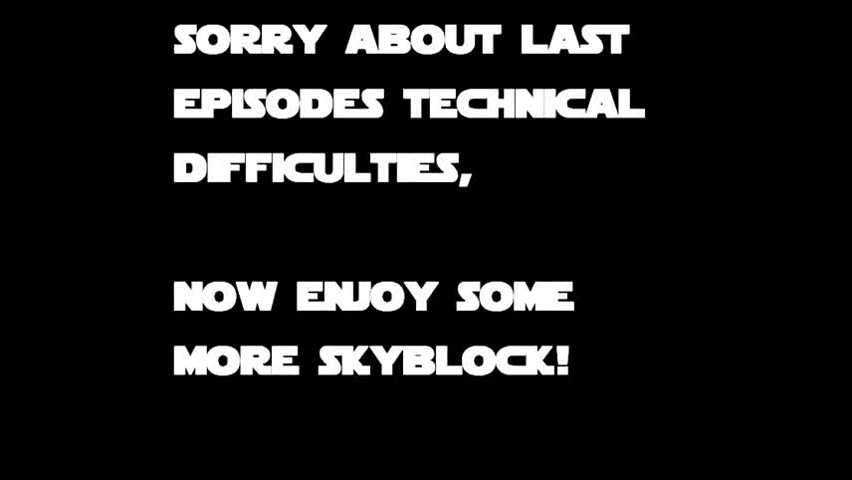 SORRY ABOUT LAST
EPISODES TECHNICAL
DIFFICULTIES,
NOW ENJOY SOME
MORE SKYBLOCK!